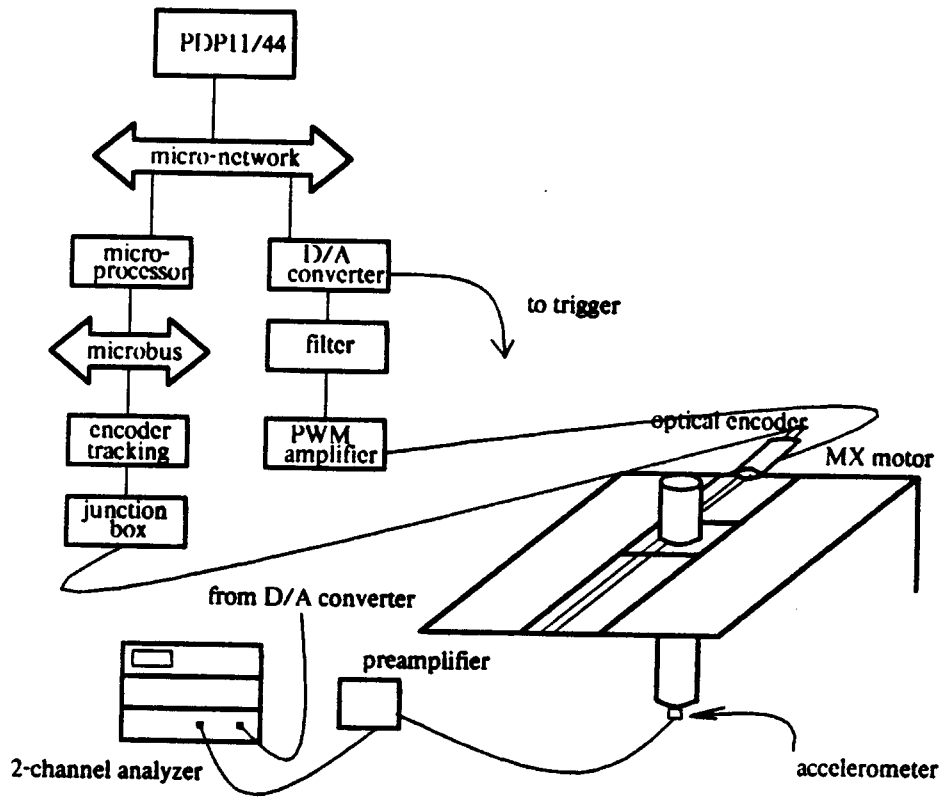 PDP11/44
micro-network
micro-
processor
D/A
converter
to trigger
microbus
filter
encoder
tracking
PWM
amplifier
optical encoder
MX motor
junction
box
from D/A converter
preamplifier
2-channel analyzer
accelerometer